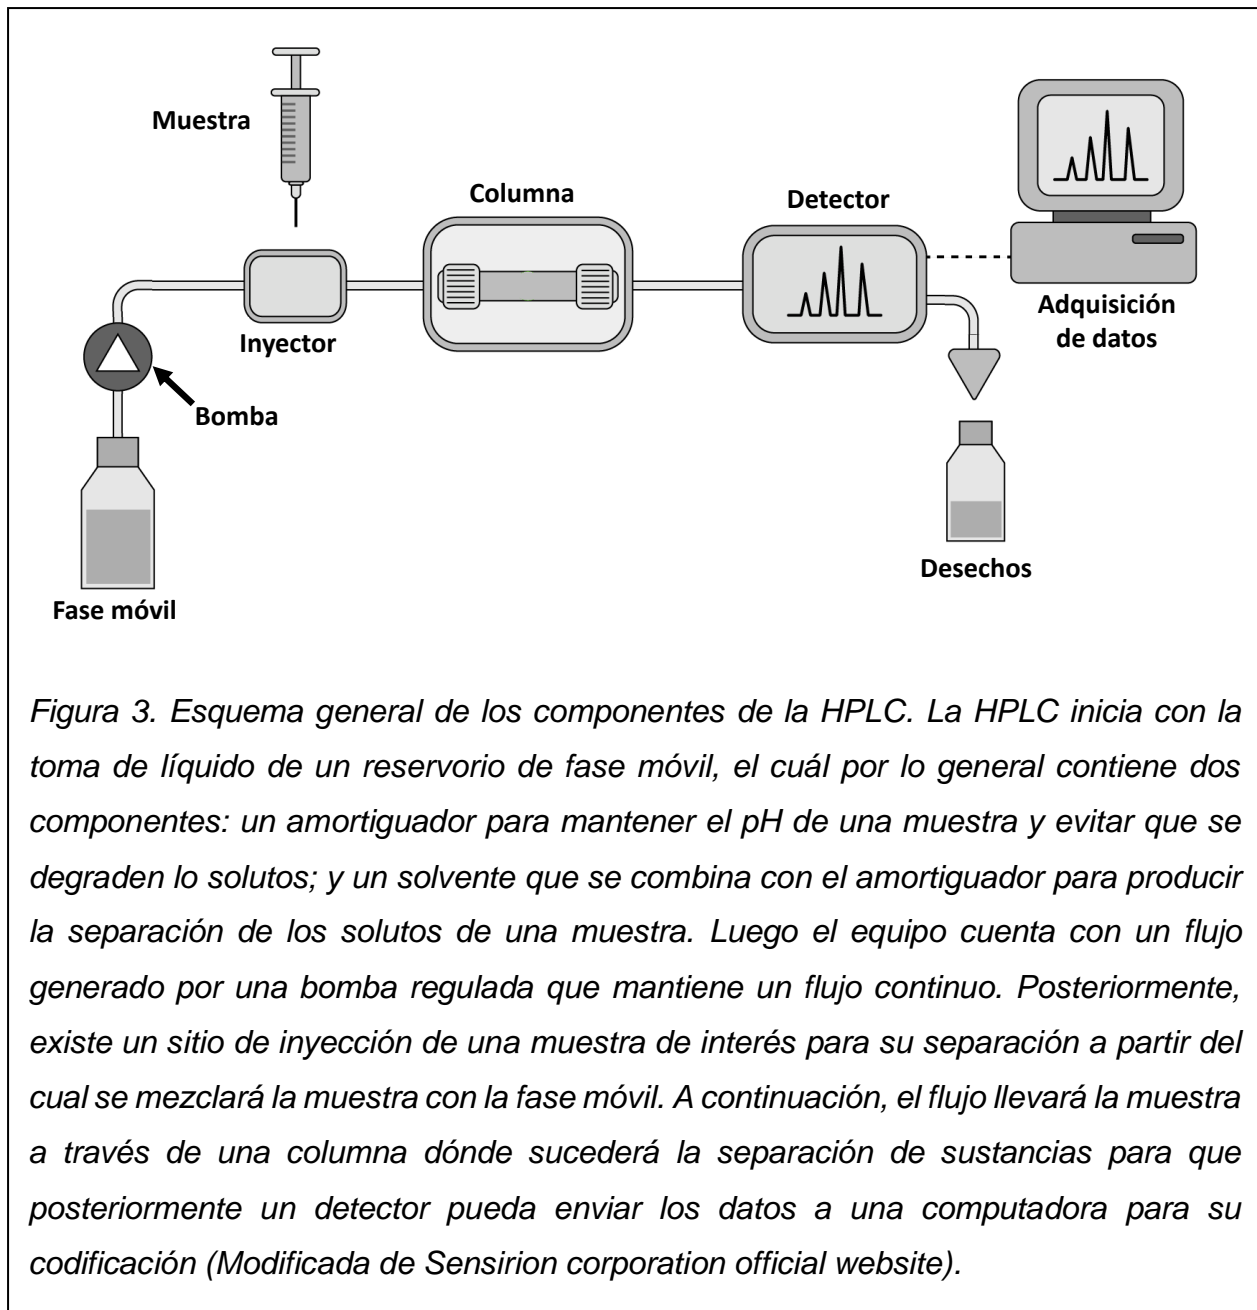 Muestra
Columna
Detector
Inyector
Adquisición
de datos
Bomba
Desechos
Fase móvil
Figura 3. Esquema general de los componentes de la HPLC. La HPLC inicia con la
toma de líquido de un reservorio de fase móvil, el cuál por lo general contiene dos
componentes: un amortiguador para mantener el pH de una muestra y evitar que se
degraden lo solutos; y un solvente que se combina con el amortiguador para producir
la separación de los solutos de una muestra. Luego el equipo cuenta con un flujo
generado por una bomba regulada que mantiene un flujo continuo. Posteriormente,
existe un sitio de inyección de una muestra de interés para su separación a partir del
cual se mezclará la muestra con la fase móvil. A continuación, el flujo llevará la muestra
a través de una columna dónde sucederá la separación de sustancias para que
posteriormente un detector pueda enviar los datos a una computadora para su
codificación (Modificada de Sensirion corporation official website).